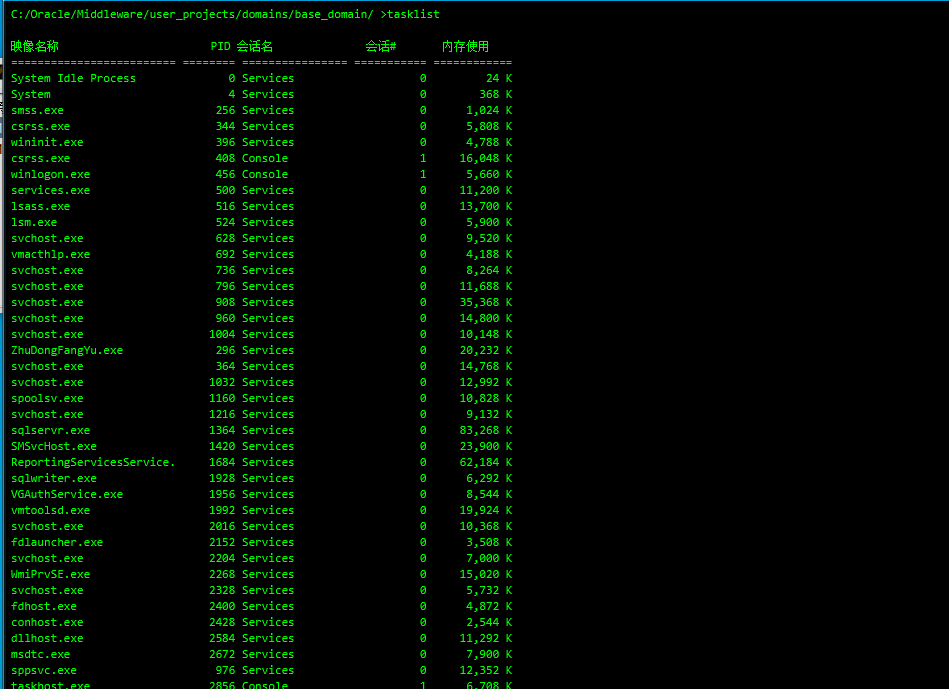 C:/Oracle/Middleware/user_projects/domains/base_domain/ >tasklist
映像名称 PID 会话名 会话# 内存使用
========================= ======== ================ =========== ============
System Idle Process 0 Services 0 24 K
System 4 Services 0 368 K
smss.exe 256 Services 0 1,024 K
csrss.exe 344 Services 0 5,808 K
wininit.exe 396 Services 0 4,788 K
csrss.exe 408 Console 1 16,048 K
winlogon.exe 456 Console 1 5,660 K
services.exe 500 Services 0 11,200 K
lsass.exe 516 Services 0 13,700 K
lsm.exe 524 Services 0 5,900 K
svchost.exe 628 Services 0 9,520 K
vmacthlp.exe 692 Services 0 4,188 K
svchost.exe 736 Services 0 8,264 K
svchost.exe 796 Services 0 11,688 K
svchost.exe 908 Services 0 35,368 K
svchost.exe 960 Services 0 14,800 K
svchost.exe 1004 Services 0 10,148 K
ZhuDongFangYu.exe 296 Services 0 20,232 K
svchost.exe 364 Services 0 14,768 K
svchost.exe 1032 Services 0 12,992 K
spoolsv.exe 1160 Services 0 10,828 K
svchost.exe 1216 Services 0 9,132 K
sqlservr.exe 1364 Services 0 83,268 K
SMSvcHost.exe 1420 Services 0 23,900 K
ReportingServicesService. 1684 Services 0 62,184 K
sqlwriter.exe 1928 Services 0 6,292 K
VGAuthService.exe 1956 Services 0 8,544 K
vmtoolsd.exe 1992 Services 0 19,924 K
svchost.exe 2016 Services 0 10,368 K
fdlauncher.exe 2152 Services 0 3,508 K
svchost.exe 2204 Services 0 7,000 K
WmiPrvSE.exe 2268 Services 0 15,020 K
svchost.exe 2328 Services 0 5,732 K
fdhost.exe 2400 Services 0 4,872 K
conhost.exe 2428 Services 0 2,544 K
dllhost.exe 2584 Services 0 11,292 K
msdtc.exe 2672 Services 0 7,900 K
sppsvc.exe 976 Services 0 12,352 K
taskhost.exe 2856 Console 1 6,708 K